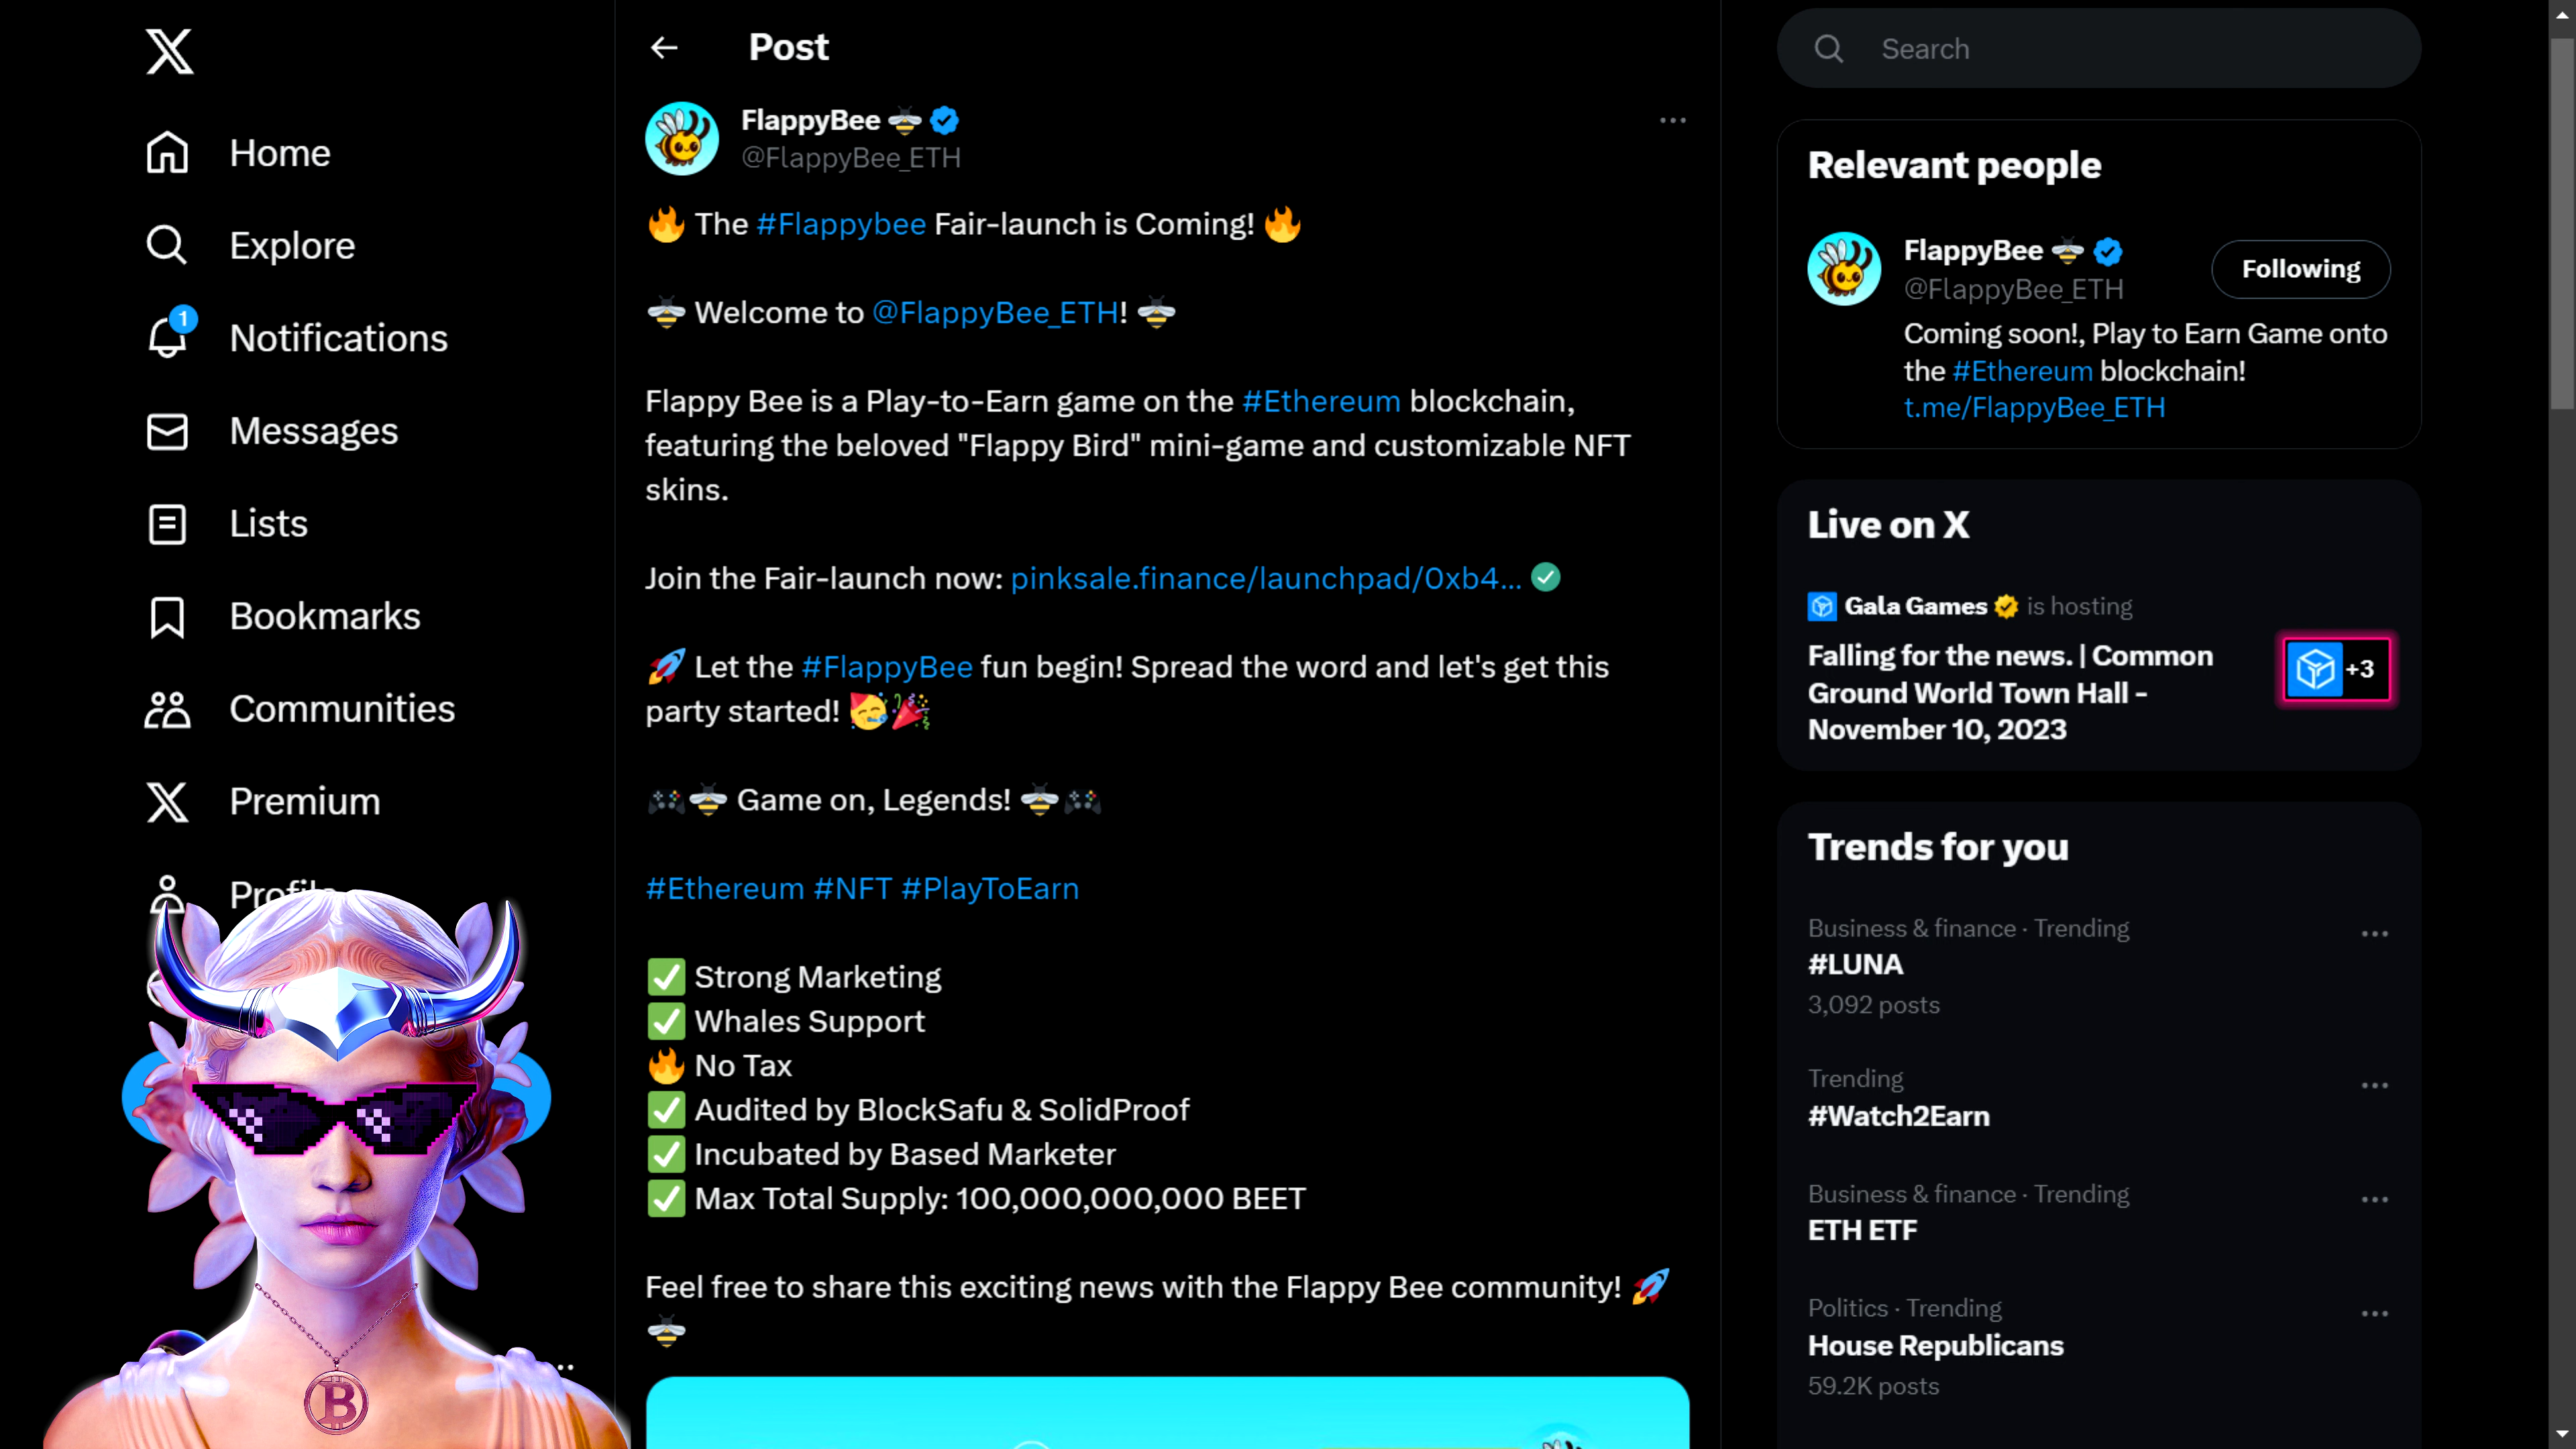 Home
Explore
1
Notifications
Messages
Lists
Bookmarks
Communities
Premium
Post
FlappyBee 🐝
@FlappyBee_ETH
🔥 The #Flappybee Fair-launch is Coming! 🔥
🐝 Welcome to @FlappyBee_ETH! 🐝
Flappy Bee is a Play-to-Earn game on the #Ethereum blockchain,
featuring the beloved "Flappy Bird" mini-game and customizable NFT
skins.
Join the Fair-launch now: pinksale.finance/launchpad/0xb4…
🚀 Let the #FlappyBee fun begin! Spread the word and let's get this
party started! 🥳🎉
🎮🐝 Game on, Legends! 🐝🎮
#Ethereum #NFT #PlayToEarn
✅ Strong Marketing
✅ Whales Support
🔥 No Tax
✅ Audited by BlockSafu & SolidProof
✅ Incubated by Based Marketer
✅ Max Total Supply: 100,000,000,000 BEET
Feel free to share this exciting news with the Flappy Bee community! 🚀
🐝
Search
Relevant people
FlappyBee 🐝
Following
@FlappyBee_ETH
Coming soon!, Play to Earn Game onto
the #Ethereum blockchain!
t.me/FlappyBee_ETH
Live on X
Gala Games is hosting
Falling for the news. | Common
Ground World Town Hall -
November 10, 2023
+3
Trends for you
Business & finance · Trending
#LUNA
3,092 posts
Trending
#Watch2Earn
Business & finance · Trending
ETH ETF
Politics · Trending
House Republicans
59.2K posts